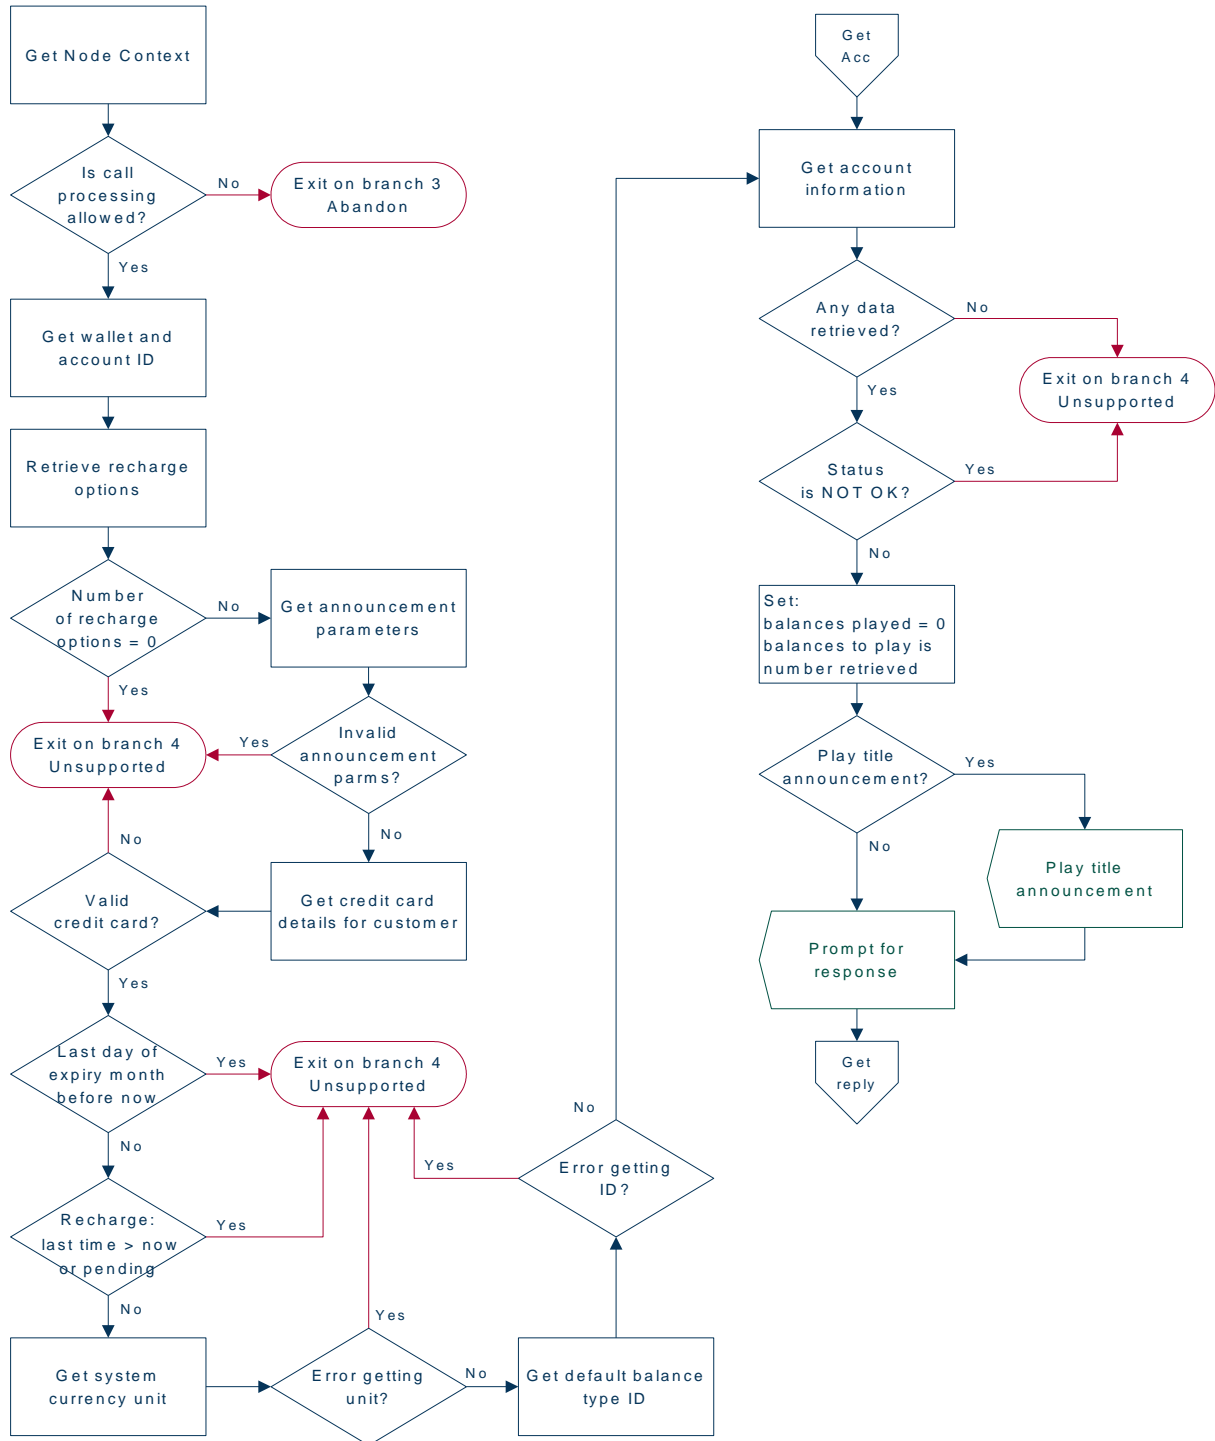 Get Node Context
Is call
processing
allowed?
No
Exit on branch 3
Abandon
Yes
Get wallet and
account ID
Retrieve recharge
options
Number
of recharge
options = 0
No
Get announcement
parameters
Yes
Exit on branch 4
Unsupported
Yes
Invalid
announcement
parms?
No
No
Valid
credit card?
Get credit card
details for customer
Yes
Last day of
expiry month
before now
Yes
Exit on branch 4
Unsupported
No
Recharge:
last time > now
or pending
Yes
No
Get system
currency unit
Error getting
unit?
Yes
No
Get default balance
type ID
Error getting
ID?
Yes
No
Get
Acc
Get account
information
Any data
retrieved?
No
Exit on branch 4
Unsupported
Yes
Status
is NOT OK?
Yes
No
Set:
balances played = 0
balances to play is
number retrieved
Play title
announcement?
Yes
No
Play title
announcement
Prompt for
response
Get
reply